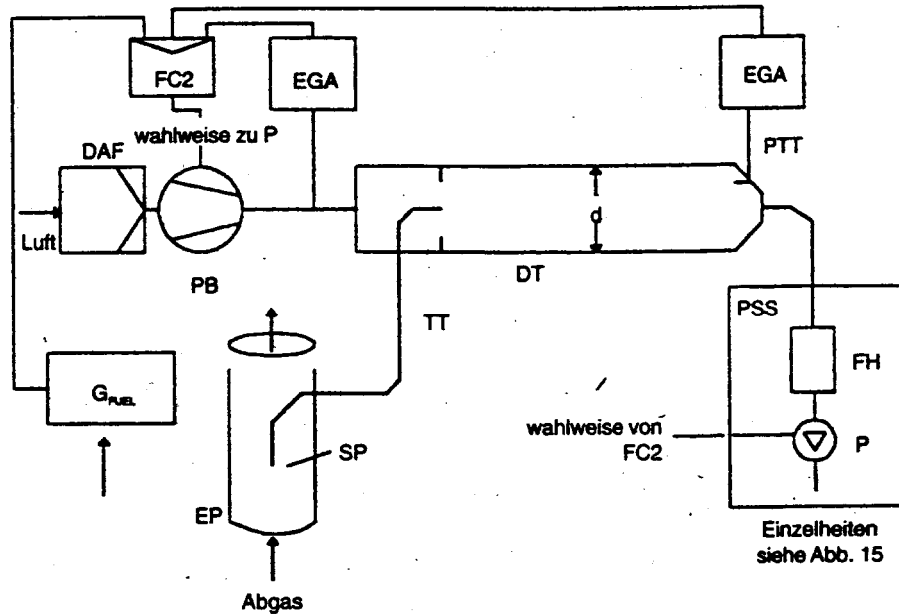 FC2
EGA
EGA
wahlweise zu P
DAF
PTT
Luft
d
PB
DT
TT
PSS
FH
G_FUEL
wahlweise von
FC2
P
SP
EP
Einzelheiten
siehe Abb. 15
Abgas